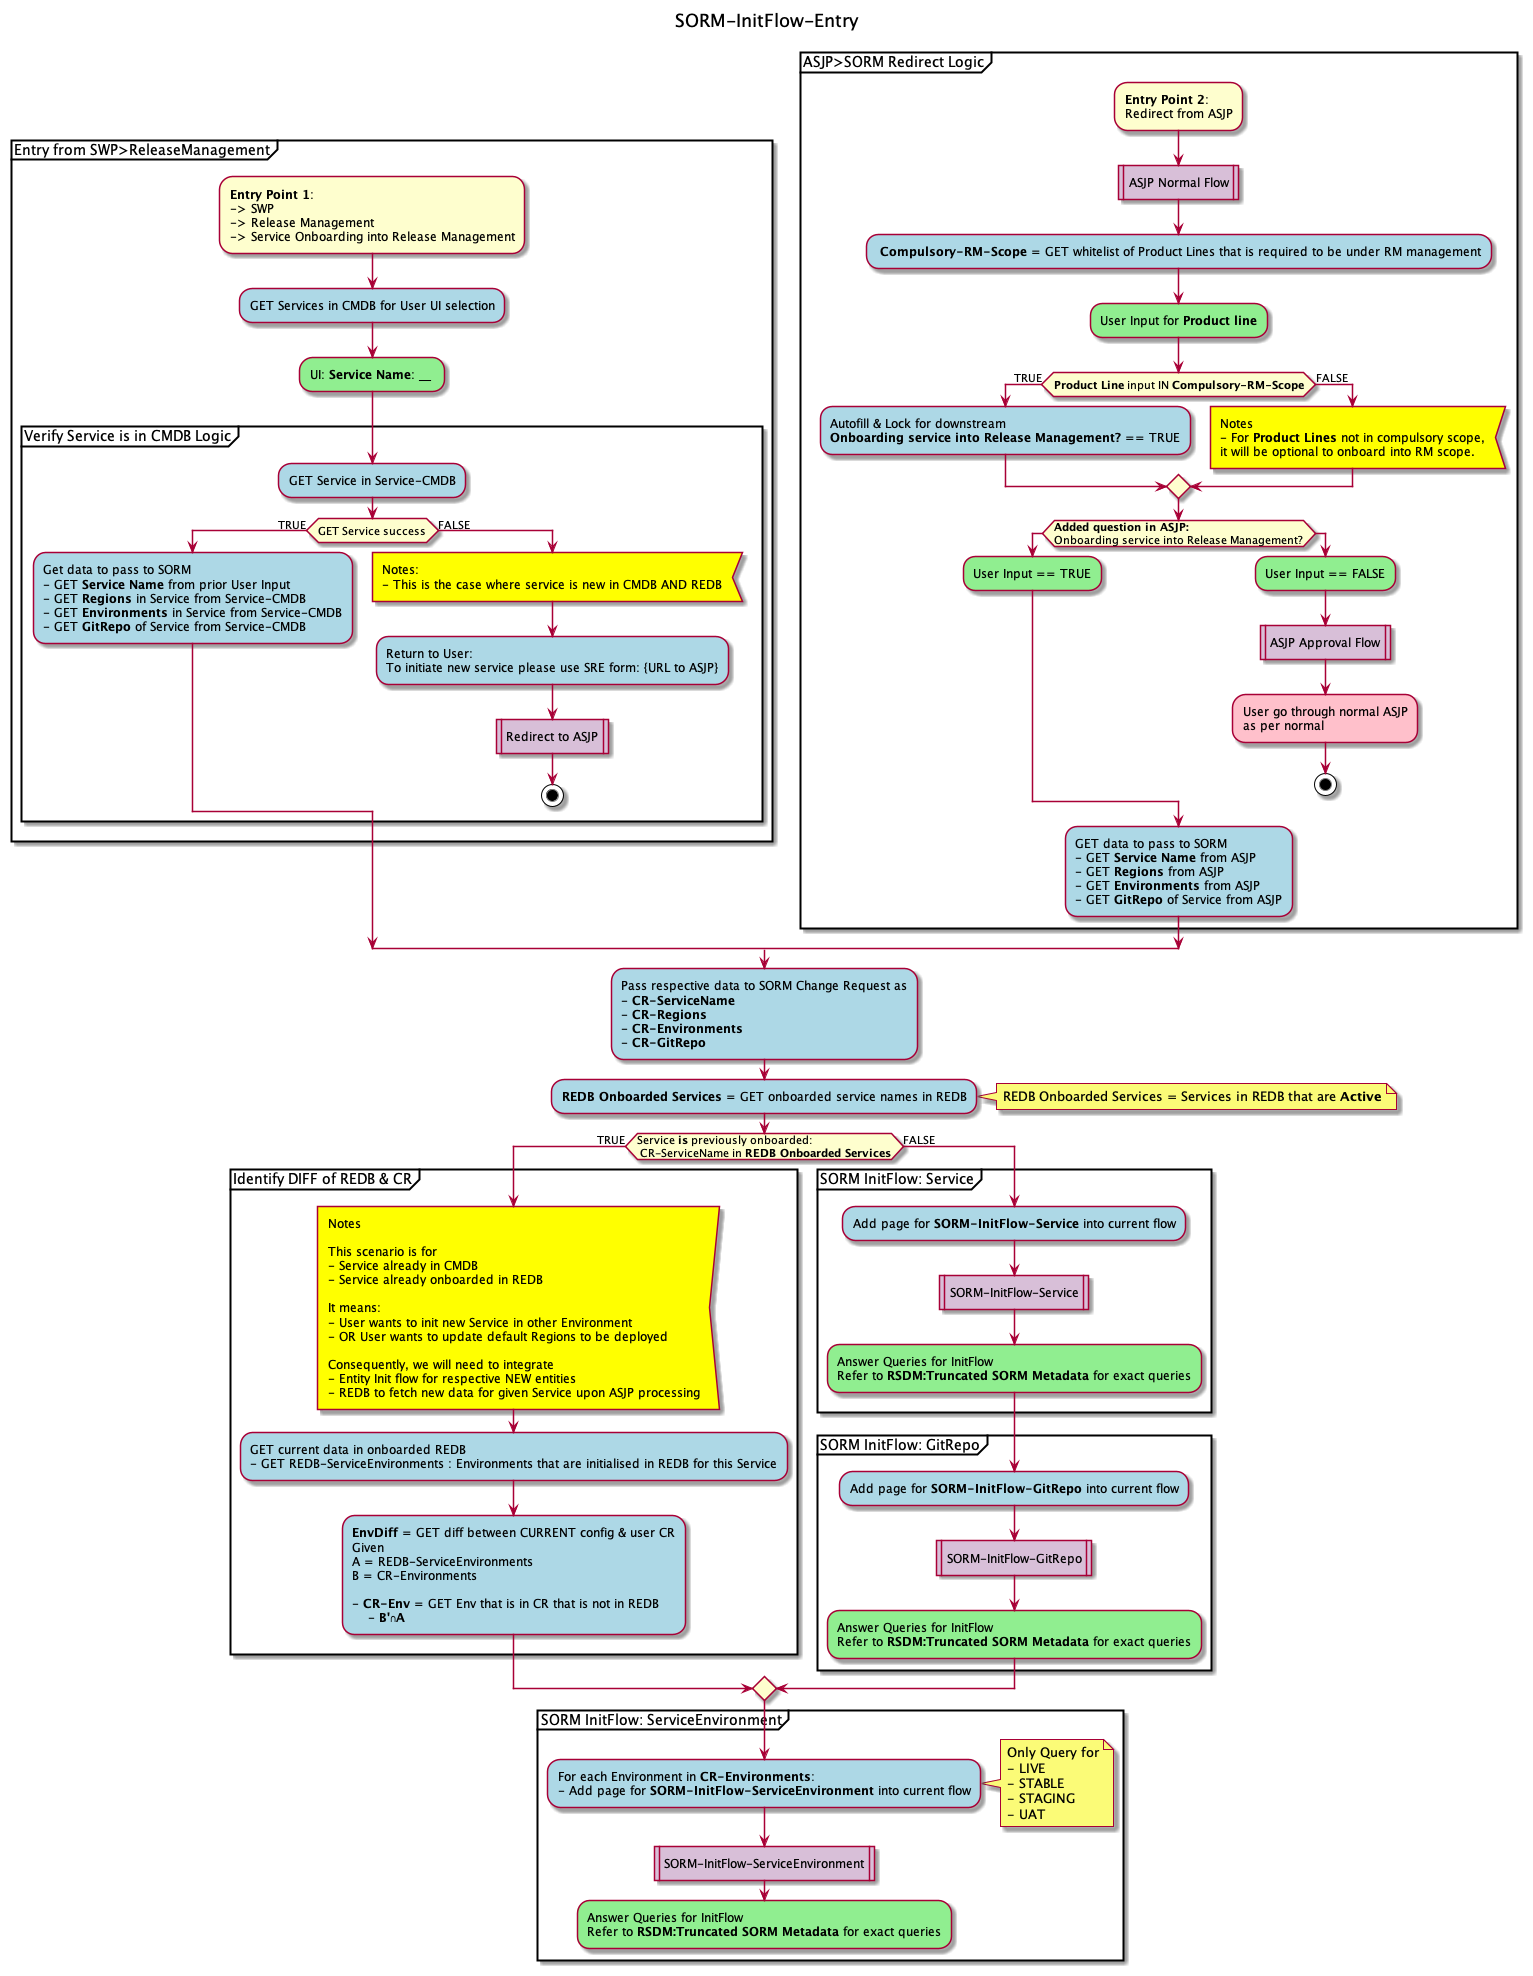 SORM-InitFlow-Entry
Entry from SWP>ReleaseManagement
Entry Point 1:
-> SWP
-> Release Management
-> Service Onboarding into Release Management
GET Services in CMDB for User UI selection
UI: Service Name: __
Verify Service is in CMDB Logic
GET Service in Service-CMDB
TRUE
GET Service success
FALSE
Get data to pass to SORM
- GET Service Name from prior User Input
- GET Regions in Service from Service-CMDB
- GET Environments in Service from Service-CMDB
- GET GitRepo of Service from Service-CMDB
Notes:
- This is the case where service is new in CMDB AND REDB
Return to User:
To initiate new service please use SRE form: {URL to ASJP}
Redirect to ASJP
ASJP>SORM Redirect Logic
Entry Point 2:
Redirect from ASJP
ASJP Normal Flow
Compulsory-RM-Scope = GET whitelist of Product Lines that is required to be under RM management
User Input for Product line
TRUE
Product Line input IN Compulsory-RM-Scope
FALSE
Autofill & Lock for downstream
Onboarding service into Release Management? == TRUE
Notes
- For Product Lines not in compulsory scope,
it will be optional to onboard into RM scope.
Added question in ASJP:
Onboarding service into Release Management?
User Input == TRUE
User Input == FALSE
ASJP Approval Flow
User go through normal ASJP
as per normal
GET data to pass to SORM
- GET Service Name from ASJP
- GET Regions from ASJP
- GET Environments from ASJP
- GET GitRepo of Service from ASJP
Pass respective data to SORM Change Request as
- CR-ServiceName
- CR-Regions
- CR-Environments
- CR-GitRepo
REDB Onboarded Services = GET onboarded service names in REDB
REDB Onboarded Services = Services in REDB that are Active
TRUE
Service is previously onboarded:
CR-ServiceName in REDB Onboarded Services
FALSE
Identify DIFF of REDB & CR
Notes
This scenario is for
- Service already in CMDB
- Service already onboarded in REDB
It means:
- User wants to init new Service in other Environment
- OR User wants to update default Regions to be deployed
Consequently, we will need to integrate
- Entity Init flow for respective NEW entities
- REDB to fetch new data for given Service upon ASJP processing
GET current data in onboarded REDB
- GET REDB-ServiceEnvironments : Environments that are initialised in REDB for this Service
EnvDiff = GET diff between CURRENT config & user CR
Given
A = REDB-ServiceEnvironments
B = CR-Environments
- CR-Env = GET Env that is in CR that is not in REDB
- B'∩A
SORM InitFlow: Service
Add page for SORM-InitFlow-Service into current flow
SORM-InitFlow-Service
Answer Queries for InitFlow
Refer to RSDM:Truncated SORM Metadata for exact queries
SORM InitFlow: GitRepo
Add page for SORM-InitFlow-GitRepo into current flow
SORM-InitFlow-GitRepo
Answer Queries for InitFlow
Refer to RSDM:Truncated SORM Metadata for exact queries
SORM InitFlow: ServiceEnvironment
For each Environment in CR-Environments:
- Add page for SORM-InitFlow-ServiceEnvironment into current flow
Only Query for
- LIVE
- STABLE
- STAGING
- UAT
SORM-InitFlow-ServiceEnvironment
Answer Queries for InitFlow
Refer to RSDM:Truncated SORM Metadata for exact queries